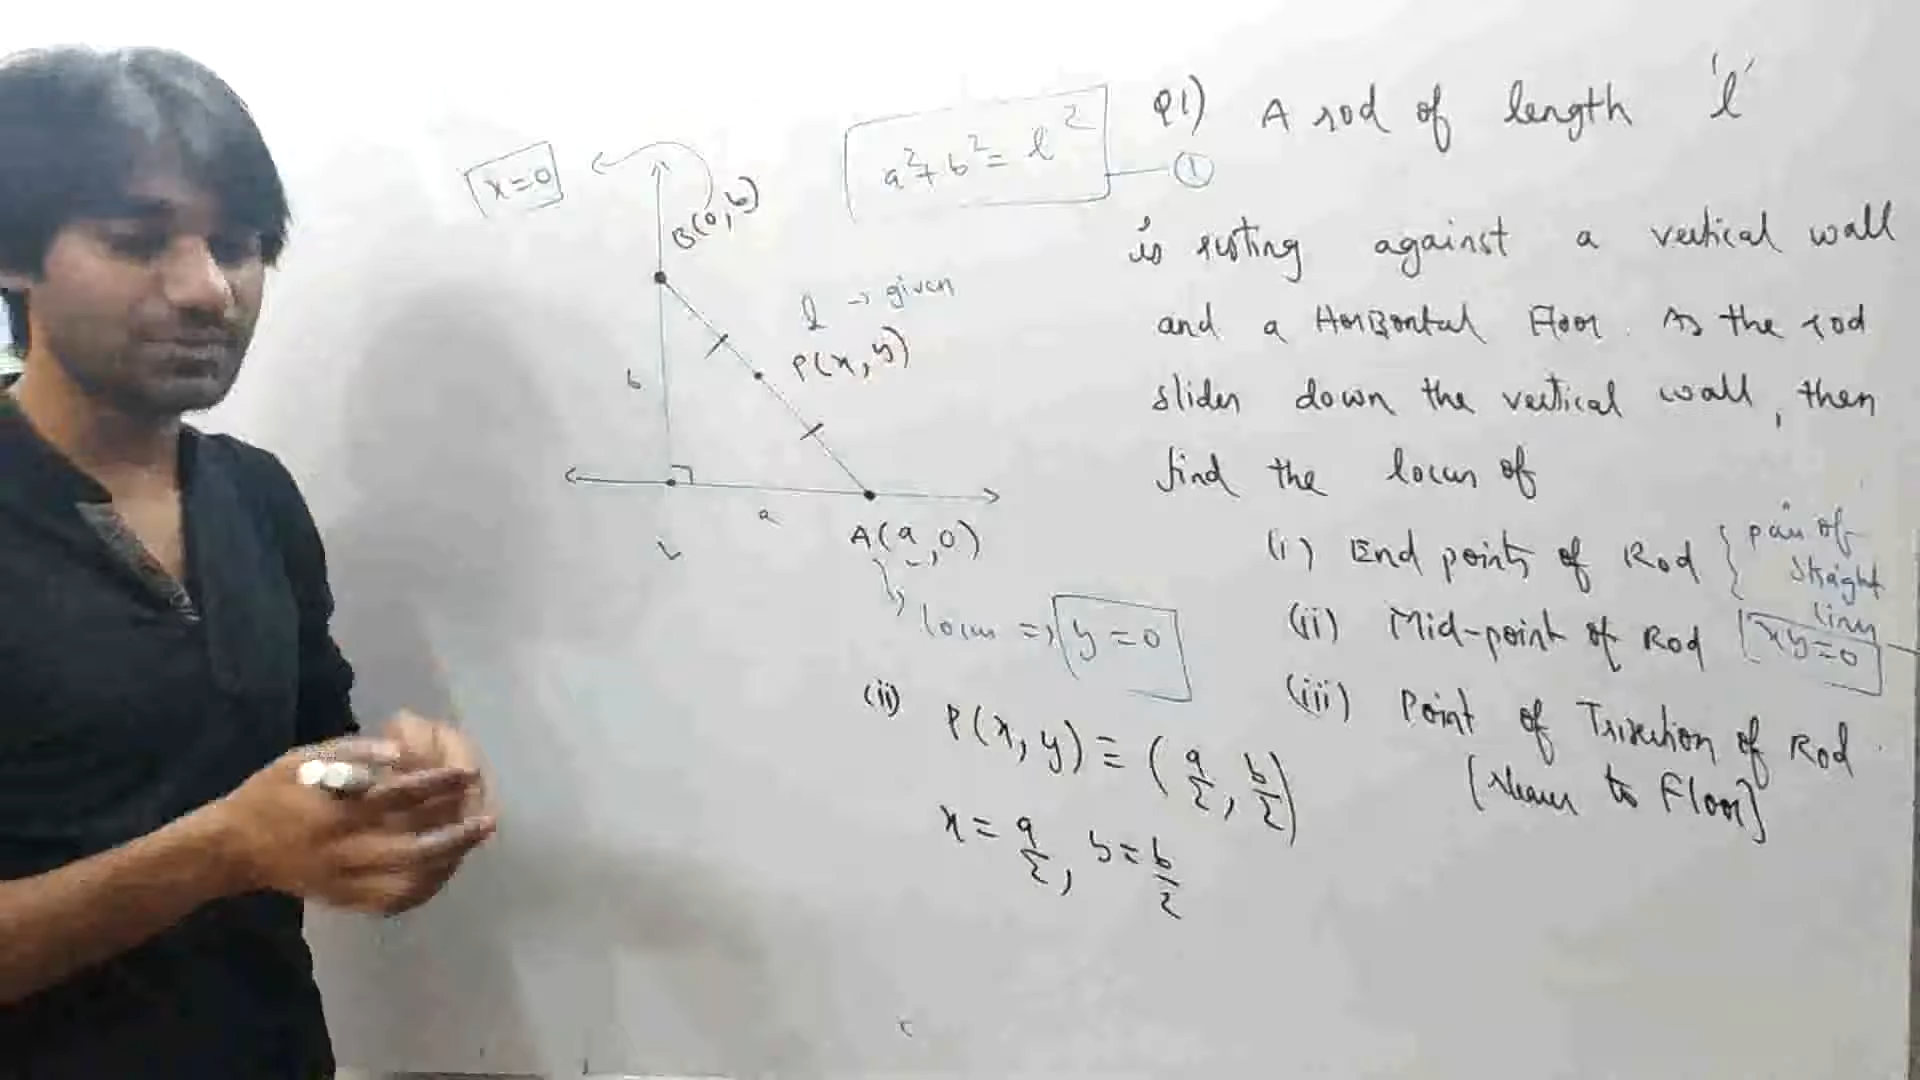 Q1) A rod of length 'l'
is resting against a vertical wall
and a Horizontal Floor. As the rod
slides down the vertical wall, then
find the locus of
(i) End points of Rod { pair of
straight
lines
(ii) Mid-point of Rod xy=0
(iii) Point of Trisection of Rod
[Nearer to Floor]
x=0
B(0,b)
a²+b²=l² ①
l → given
P(x,y)
b
a
A(a,0)
locus => y=0
(ii) P(x,y) ≡ (a/2, b/2)
x=a/2, y=b/2